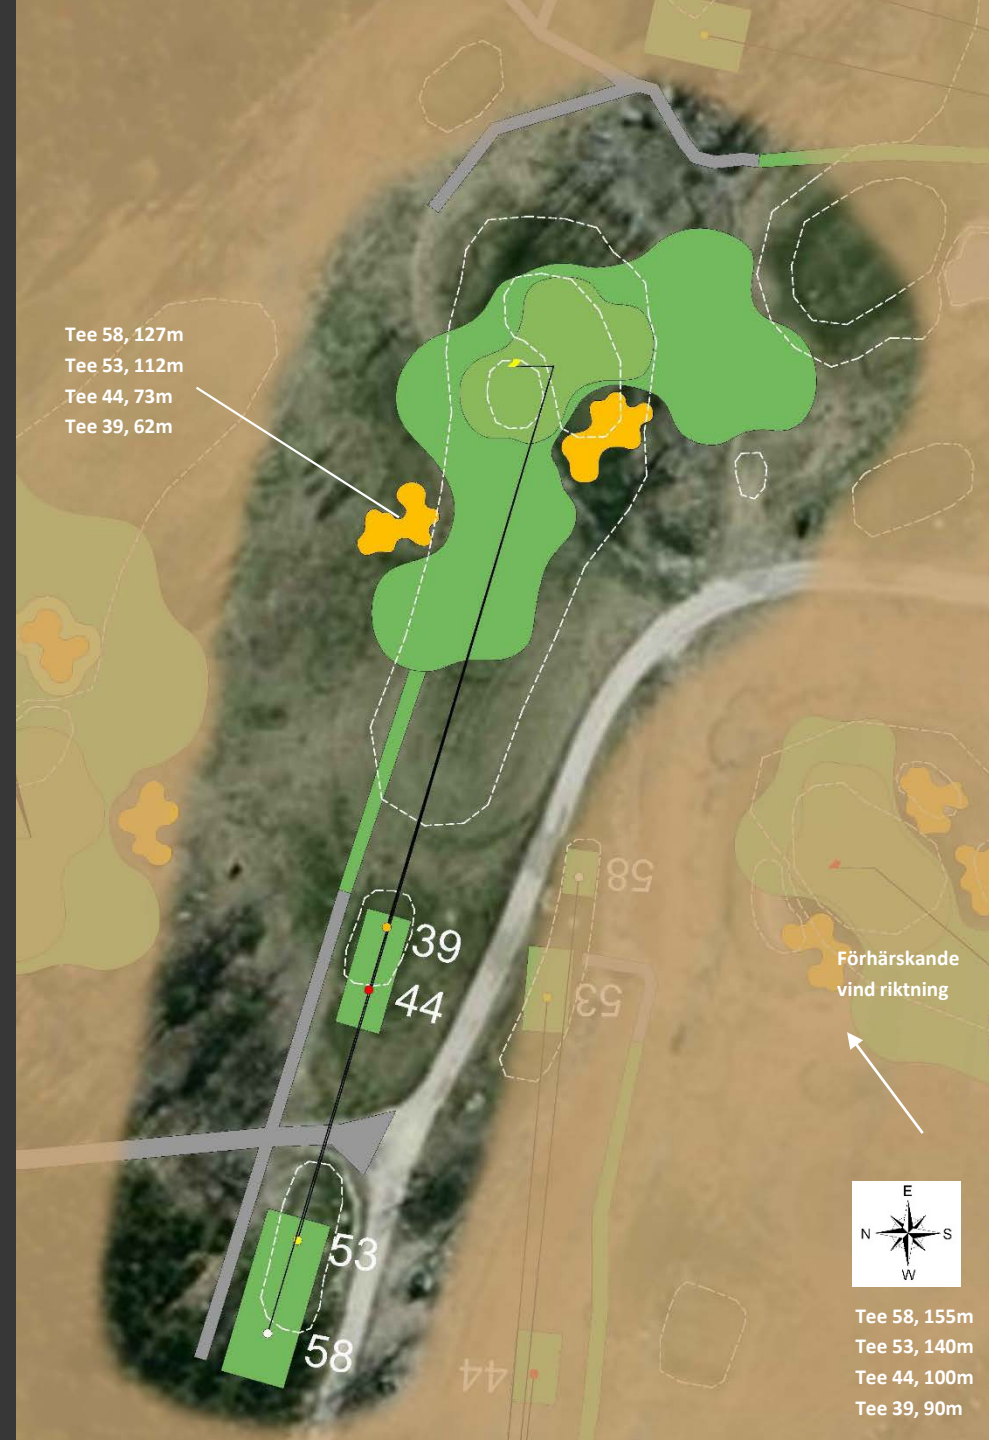 Tee 58, 127m
Tee 53, 112m
Tee 44, 73m
Tee 39, 62m
58
39
53
44
Förhärskande
vind riktning
53
58
44
E
N S
W
Tee 58, 155m
Tee 53, 140m
Tee 44, 100m
Tee 39, 90m